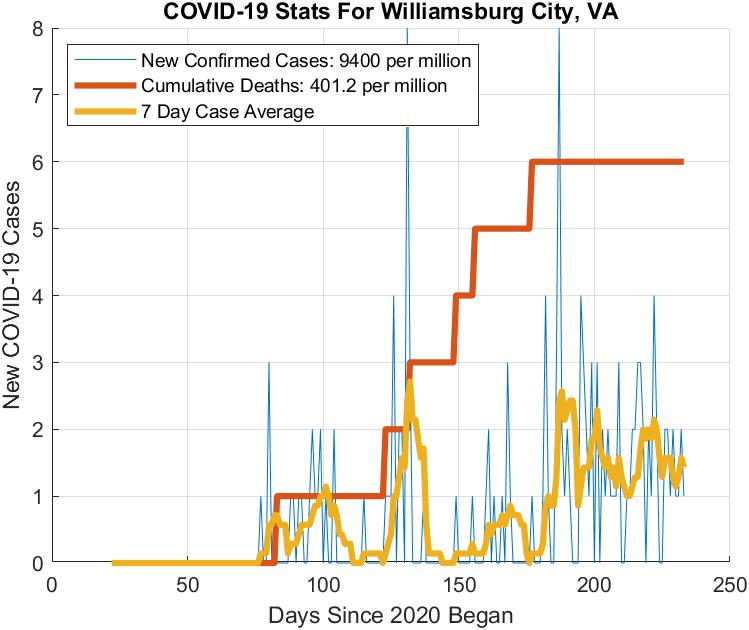 COVID-19 Stats For Williamsburg City, VA
New Confirmed Cases: 9400 per million
Cumulative Deaths: 401.2 per million
7 Day Case Average
8
7
6
5
4
3
2
1
0
New COVID-19 Cases
0 50 100 150 200 250
Days Since 2020 Began